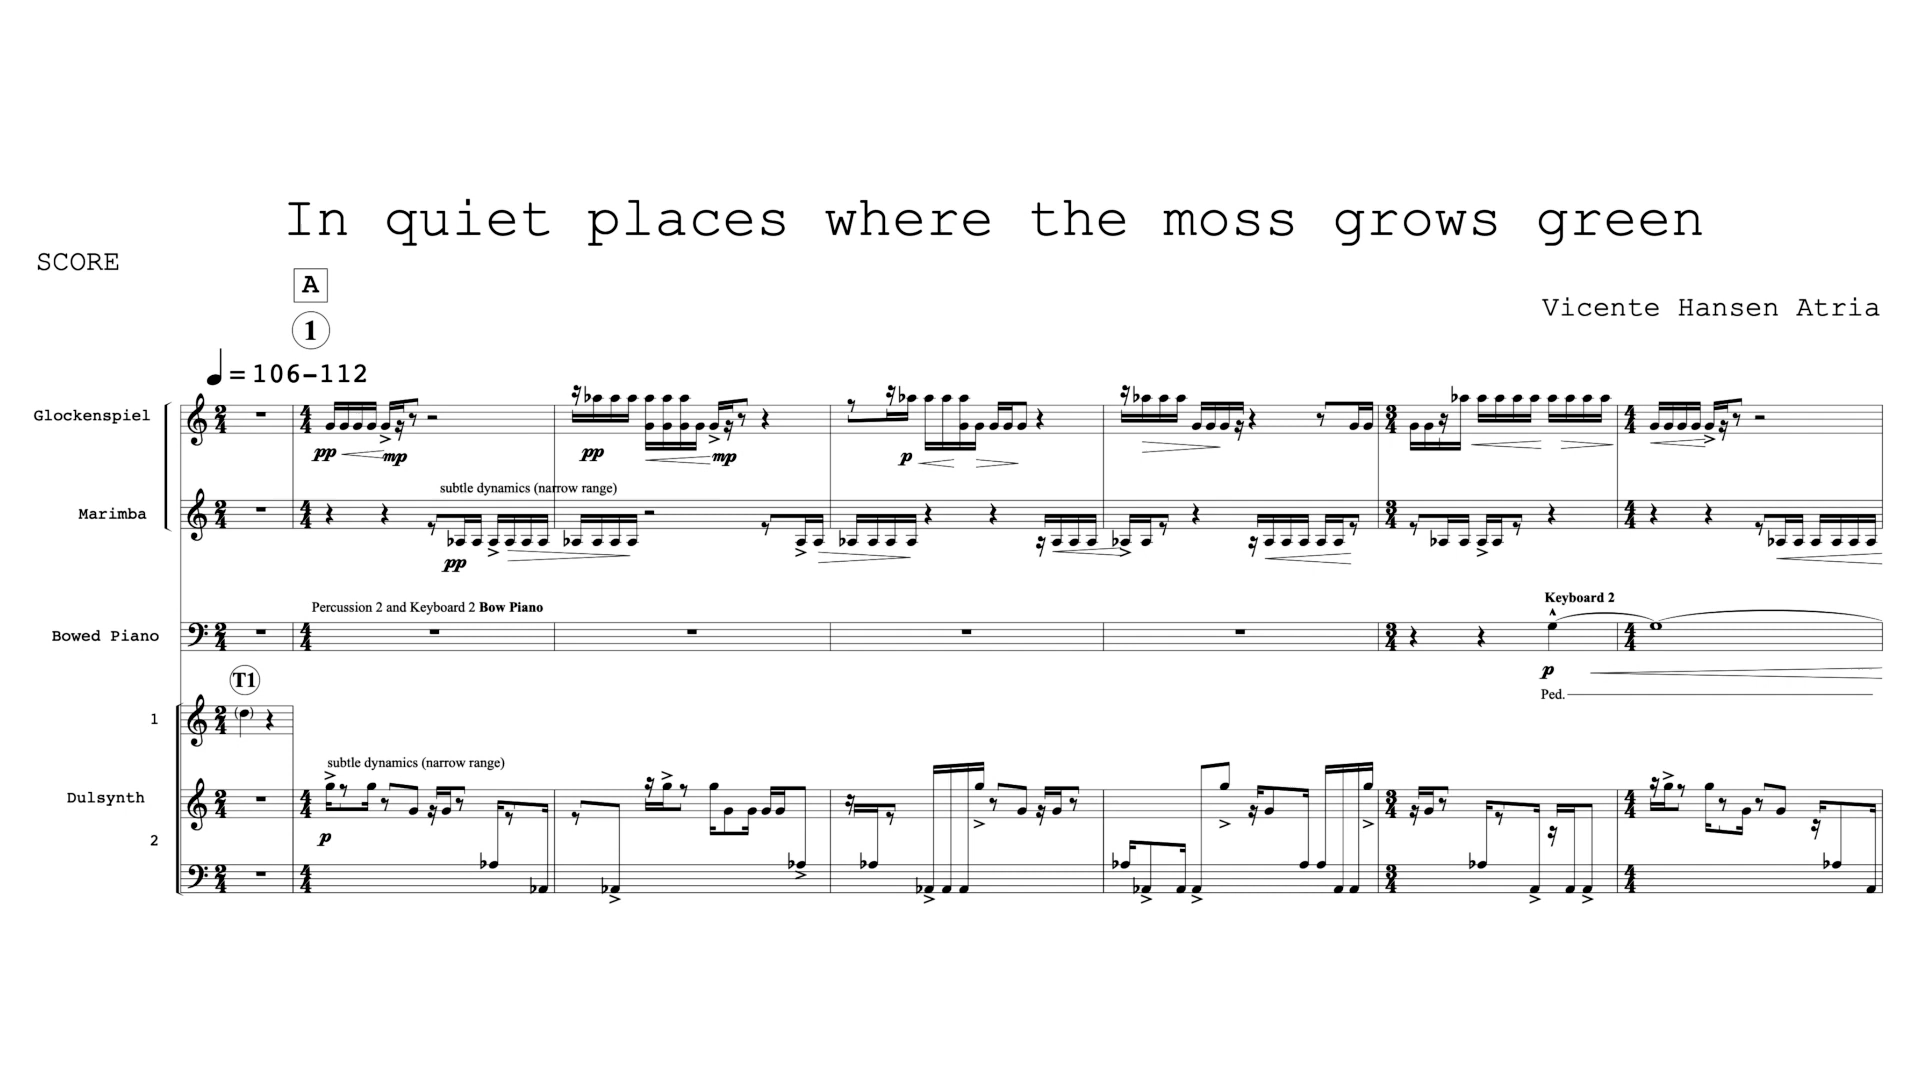 In quiet places where the moss grows green
SCORE
A
1
Vicente Hansen Atria
= 106-112
Glockenspiel
pp
mp
pp
mp
p
subtle dynamics (narrow range)
Marimba
pp
Percussion 2 and Keyboard 2 Bow Piano
Keyboard 2
Bowed Piano
p
Ped.
T1
1
subtle dynamics (narrow range)
Dulsynth
p
2